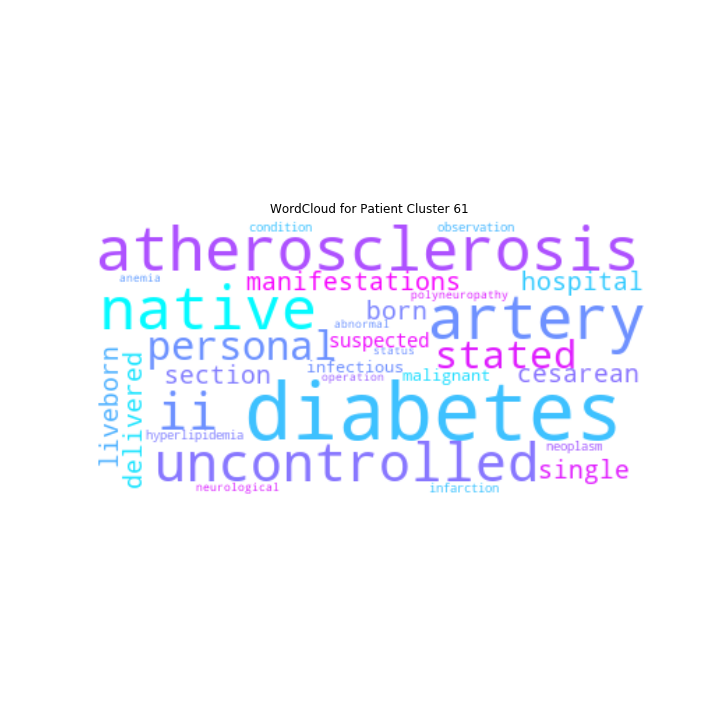 WordCloud for Patient Cluster 61
condition
observation
atherosclerosis
anemia
manifestations
hospital
native
polyneuropathy
born
artery
abnormal
personal
suspected
stated
status
section
infectious
operation
malignant
cesarean
liveborn
delivered
ii
diabetes
hyperlipidemia
uncontrolled
neoplasm
single
neurological
infarction